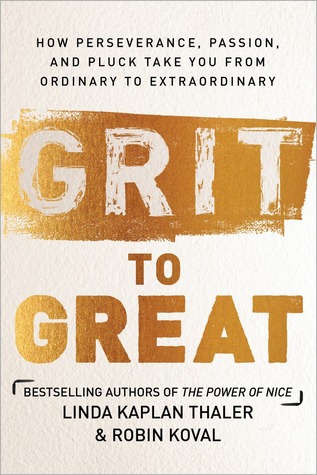 HOW PERSEVERANCE, PASSION,
AND PLUCK TAKE YOU FROM
ORDINARY TO EXTRAORDINARY
GRIT
TO
GREAT
BESTSELLING AUTHORS OF THE POWER OF NICE
LINDA KAPLAN THALER
& ROBIN KOVAL